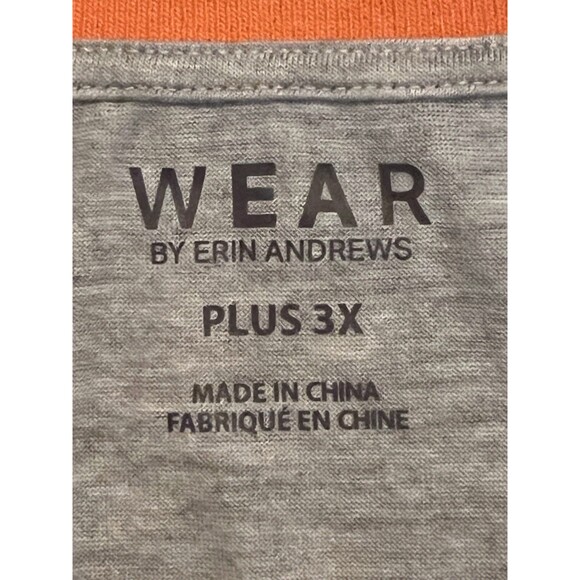 WEAR
BY ERIN ANDREWS
PLUS 3X
MADE IN CHINA
FABRIQUÉ EN CHINE